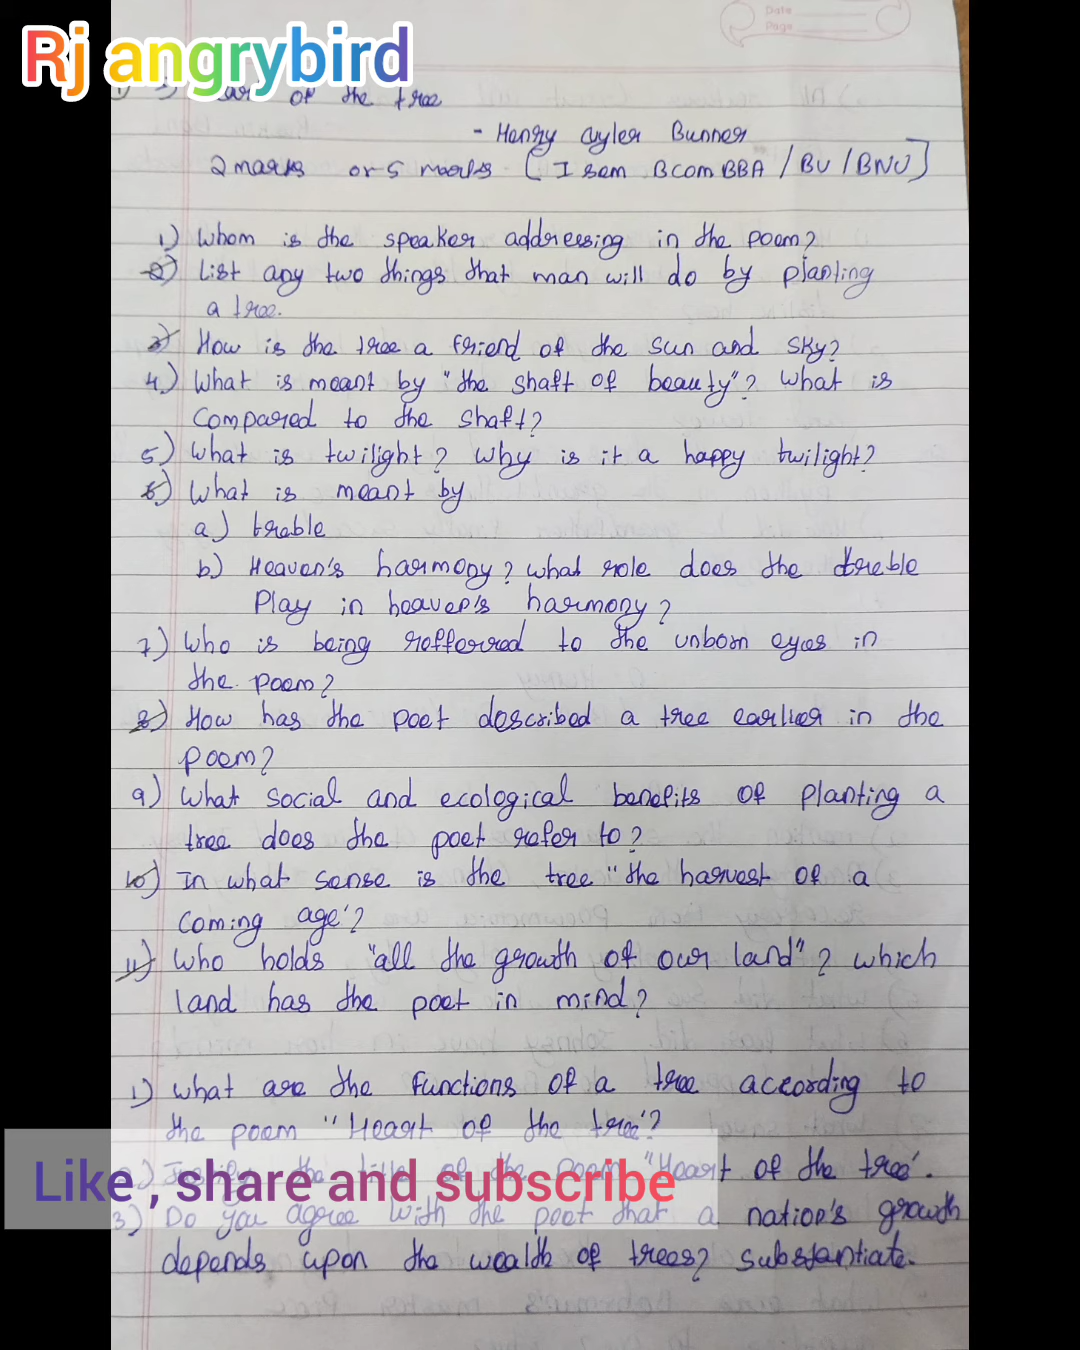 Date
Page
Rj angrybird
of the tree
- Henry Cuyler Bunner
2 marks or 5 marks [I sem BCOM BBA / BU / BNU]
1) Whom is the speaker addressing in the poem?
2) List any two things that man will do by planting
a tree.
3) How is the tree a friend of the sun and sky?
4) What is meant by "the shaft of beauty"? What is
compared to the shaft?
5) What is twilight? Why is it a happy twilight?
6) What is meant by
a) treble
b) Heaven's harmony? What role does the treble
Play in heaven's harmony?
7) Who is being refferred to the unborn eyes in
the poem?
8) How has the poet described a tree earlier in the
poem?
9) What social and ecological benefits of planting a
tree does the poet refer to?
10) In what sense is the tree "the harvest of a
coming age'?
11) Who holds "all the growth of our land"? which
land has the poet in mind?
1) What are the functions of a tree according to
the poem "Heart of the tree'?
2) Justify the title of the poem "Heart of the tree'.
Like , share and subscribe
3) Do you agree with the poet that a nation's growth
depends upon the wealth of trees? substantiate.